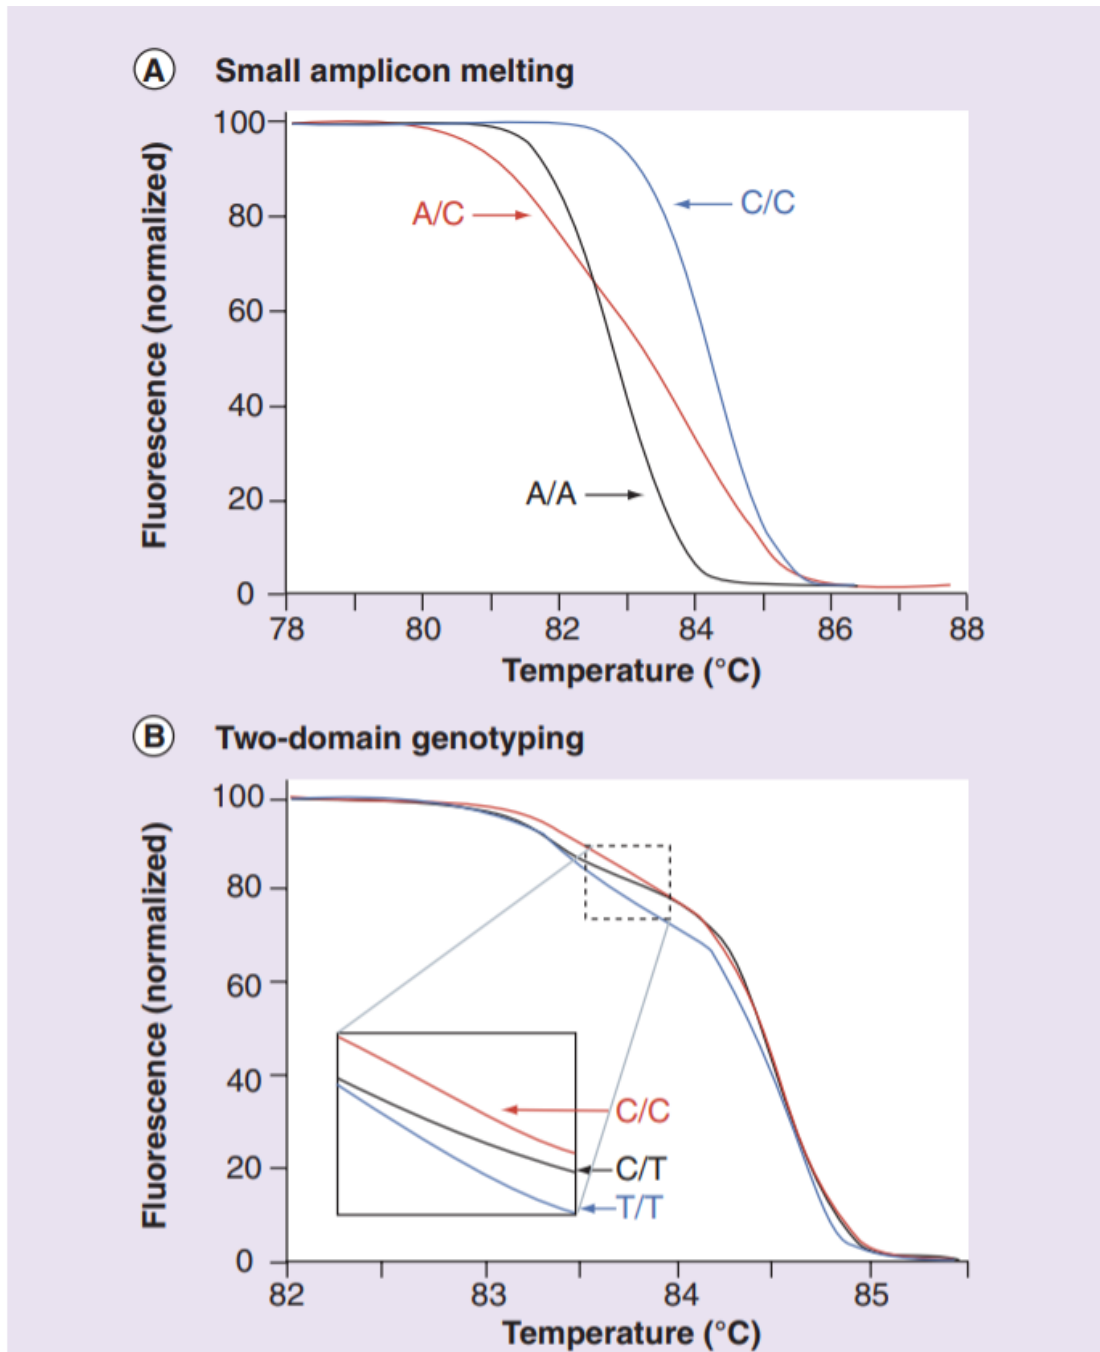 A Small amplicon melting
Fluorescence (normalized)
100
80
60
40
20
0
A/C
C/C
A/A
78 80 82 84 86 88
Temperature (°C)
B Two-domain genotyping
Fluorescence (normalized)
100
80
60
40
20
0
C/C
C/T
T/T
82 83 84 85
Temperature (°C)